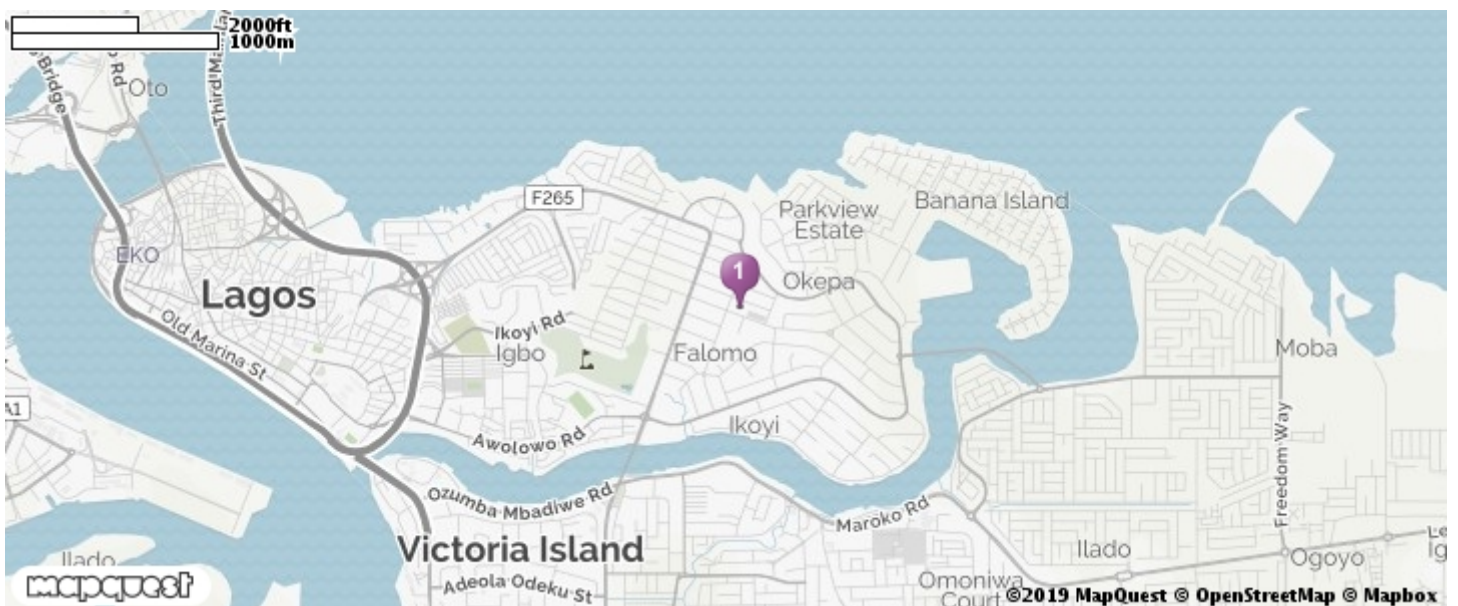 2000ft
1000m
Bridge
Rd
Oto
Third
F265
Parkview
Estate
Banana Island
EKO
1
Okepa
Lagos
Ikoyi Rd
Igbo
Old Marina St
Falomo
Moba
A1
Ikoyi
Awolowo Rd
Freedom Way
Ozumba Mbadiwe Rd
Maroko Rd
Victoria Island
Ilado
Ilado
Ogoyo
mapquest
Adeola Odeku St
Omoniwa
Court
©2019 MapQuest © OpenStreetMap © Mapbox